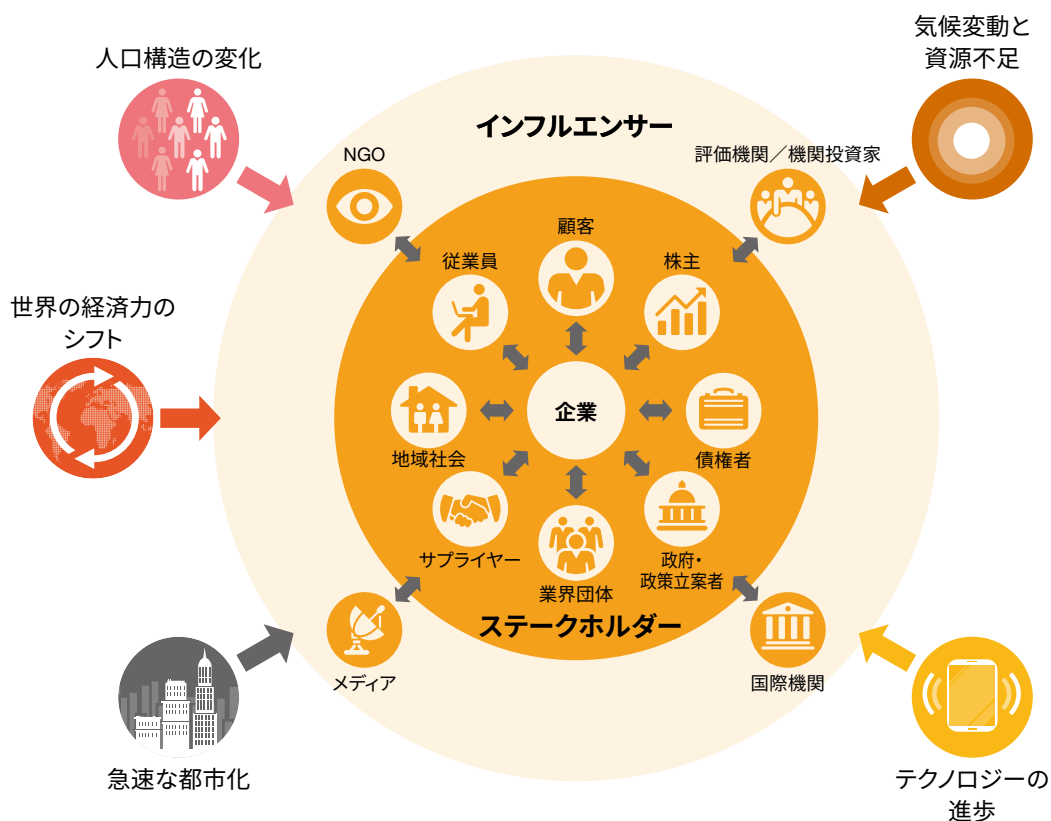 人口構造の変化
気候変動と
資源不足
インフルエンサー
NGO
評価機関／機関投資家
顧客
従業員
株主
世界の経済力の
シフト
企業
地域社会
債権者
サプライヤー
政府・
政策立案者
業界団体
ステークホルダー
メディア
国際機関
急速な都市化
テクノロジーの
進歩